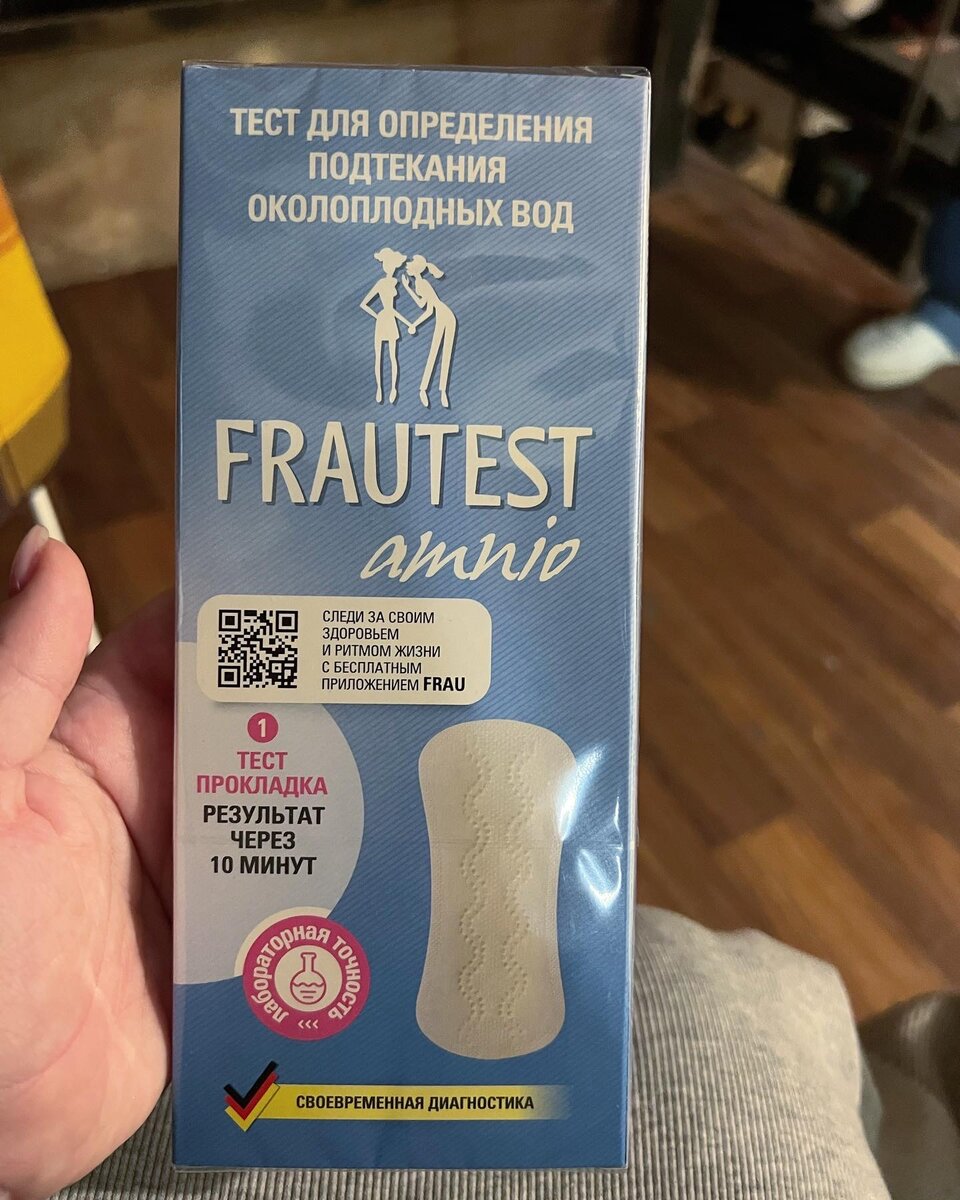 ТЕСТ ДЛЯ ОПРЕДЕЛЕНИЯ
ПОДТЕКАНИЯ
ОКОЛОПЛОДНЫХ ВОД
FRAUTEST
amnio
СЛЕДИ ЗА СВОИМ
ЗДОРОВЬЕМ
И РИТМОМ ЖИЗНИ
С БЕСПЛАТНЫМ
ПРИЛОЖЕНИЕМ FRAU
1
ТЕСТ
ПРОКЛАДКА
РЕЗУЛЬТАТ
ЧЕРЕЗ
10 МИНУТ
лабораторная точность
<<<
СВОЕВРЕМЕННАЯ ДИАГНОСТИКА